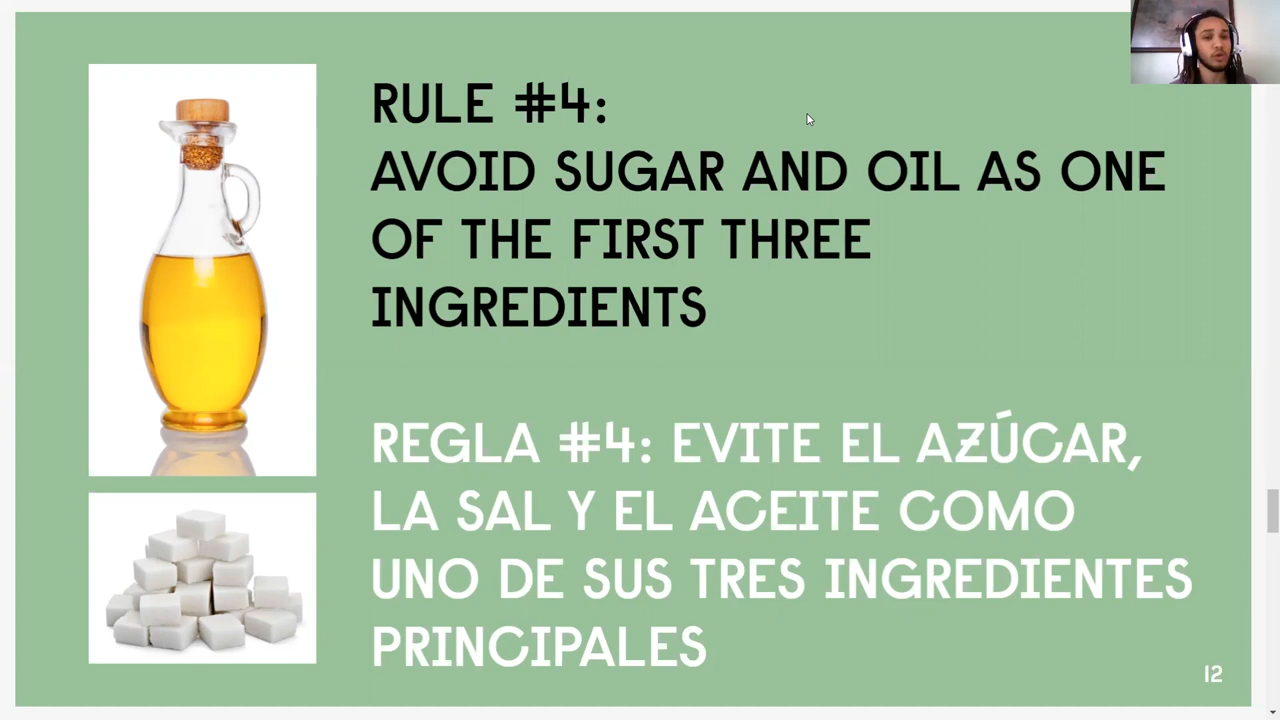 RULE #4:
AVOID SUGAR AND OIL AS ONE
OF THE FIRST THREE
INGREDIENTS
REGLA #4: EVITE EL AZÚCAR,
LA SAL Y EL ACEITE COMO
UNO DE SUS TRES INGREDIENTES
PRINCIPALES
12